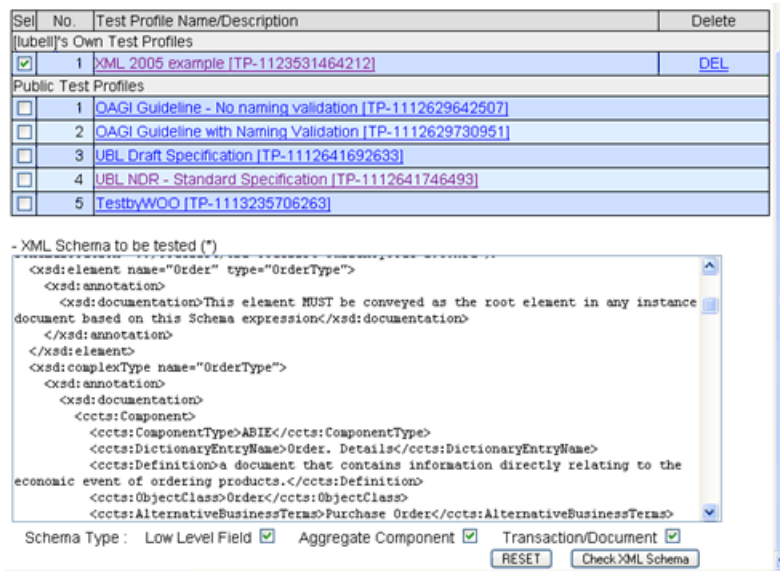 Sel No. Test Profile Name/Description Delete
[lubell]'s Own Test Profiles
1 XML 2005 example [TP-1123531464212] DEL
Public Test Profiles
1 OAGI Guideline - No naming validation [TP-1112629642507]
2 OAGI Guideline with Naming Validation [TP-1112629730951]
3 UBL Draft Specification [TP-1112641692633]
4 UBL NDR - Standard Specification [TP-1112641746493]
5 TestbyWOO [TP-1113235706263]
- XML Schema to be tested (*)
<xsd:element name="Order" type="OrderType">
<xsd:annotation>
<xsd:documentation>This element MUST be conveyed as the root element in any instance
document based on this Schema expression</xsd:documentation>
</xsd:annotation>
</xsd:element>
<xsd:complexType name="OrderType">
<xsd:annotation>
<xsd:documentation>
<ccts:Component>
<ccts:ComponentType>ABIE</ccts:ComponentType>
<ccts:DictionaryEntryName>Order. Details</ccts:DictionaryEntryName>
<ccts:Definition>a document that contains information directly relating to the
economic event of ordering products.</ccts:Definition>
<ccts:ObjectClass>Order</ccts:ObjectClass>
<ccts:AlternativeBusinessTerms>Purchase Order</ccts:AlternativeBusinessTerms>
Schema Type : Low Level Field Aggregate Component Transaction/Document
RESET Check XML Schema